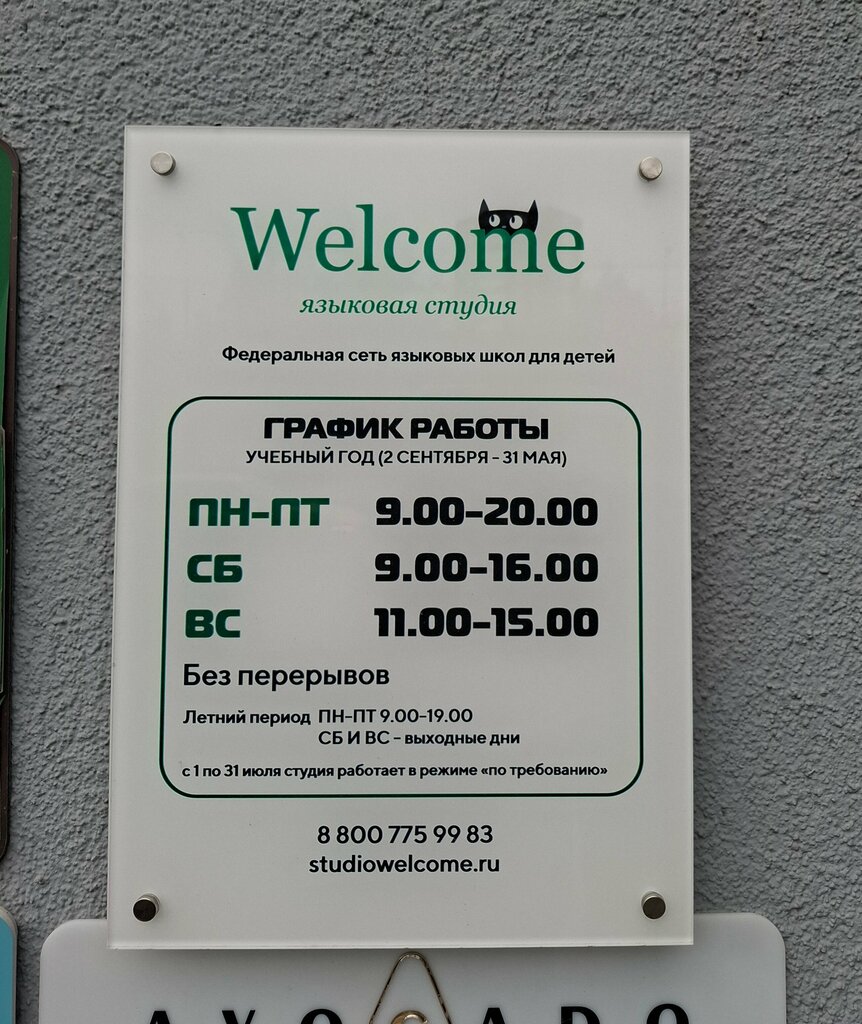 Welcome
языковая студия
Федеральная сеть языковых школ для детей
ГРАФИК РАБОТЫ
УЧЕБНЫЙ ГОД (2 СЕНТЯБРЯ - 31 МАЯ)
ПН-ПТ 9.00-20.00
СБ 9.00-16.00
ВС 11.00-15.00
Без перерывов
Летний период ПН-ПТ 9.00-19.00
СБ И ВС - выходные дни
с 1 по 31 июля студия работает в режиме «по требованию»
8 800 775 99 83
studiowelcome.ru
AVOCADO